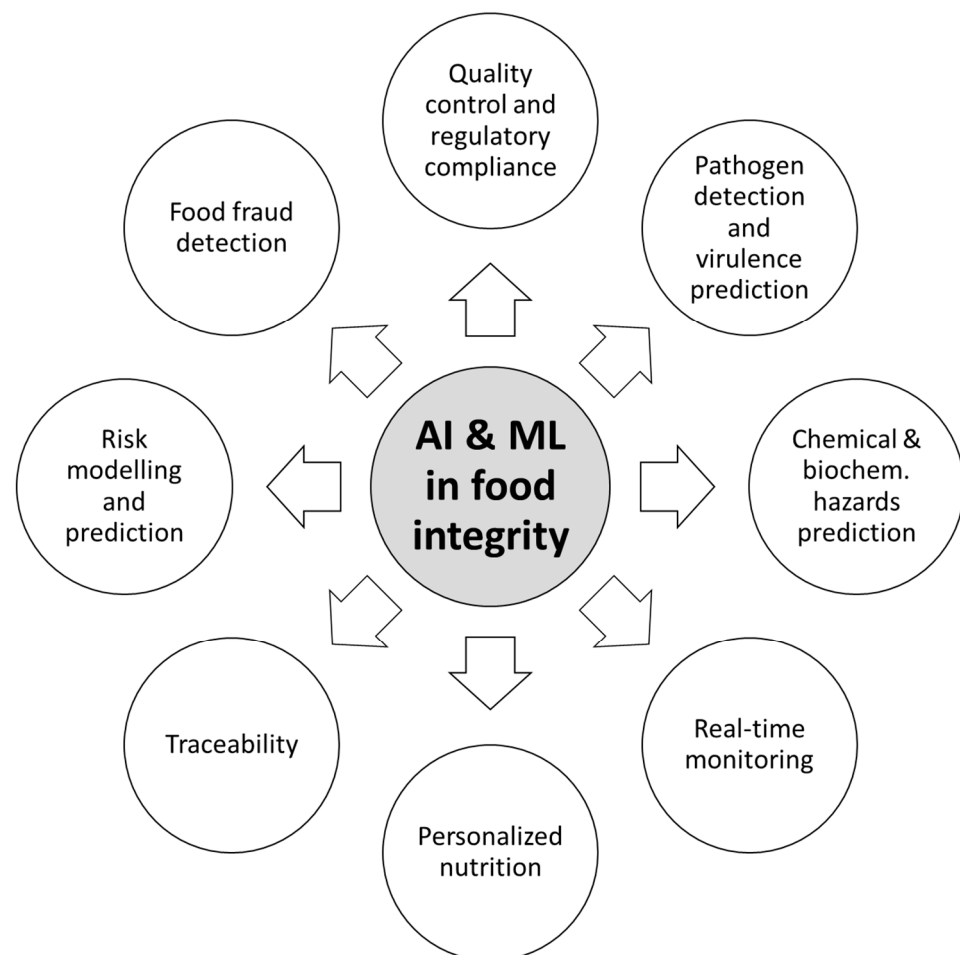 Quality
control and
regulatory
compliance
Pathogen
detection
and
virulence
prediction
Food fraud
detection
AI & ML
in food
integrity
Risk
modelling
and
prediction
Chemical &
biochem.
hazards
prediction
Traceability
Real-time
monitoring
Personalized
nutrition